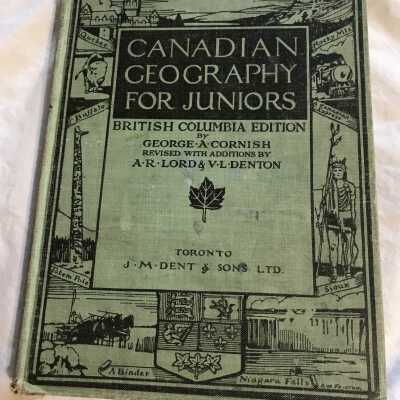 Quebec
Rocky Mts.
CANADIAN
GEOGRAPHY
FOR JUNIORS
Buffalo
Express
BRITISH COLUMBIA EDITION
BY
GEORGE·A·CORNISH
REVISED WITH ADDITIONS BY
A·R·LORD & V·L·DENTON
TORONTO
J·M·DENT & SONS LTD.
Totem Pole
Sioux
A Binder
Niagara Falls